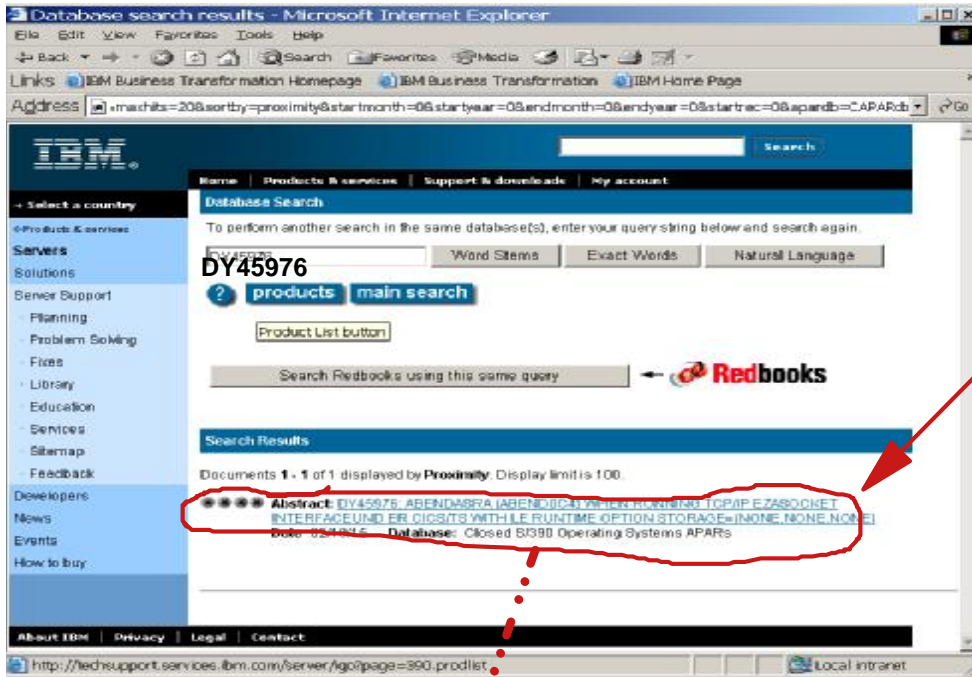 Database search results - Microsoft Internet Explorer
File Edit View Favorites Tools Help
Back Search Favorites Media
Links IBM Business Transformation Homepage IBM Business Transformation IBM Home Page
Address &maxhits=20&sortby=proximity&startmonth=0&startyear=0&endmonth=0&endyear=0&startrec=0&apardb=CAPARdb Go
IBM
Search
Home | Products & services | Support & downloads | My account
Select a country
Database Search
Products & services
To perform another search in the same database(s), enter your query string below and search again.
Servers
DY45976 Word Stems Exact Words Natural Language
DY45976
Solutions
Server Support
? products main search
Planning
Product List button
Problem Solving
Fixes
Search Redbooks using this same query
Redbooks
Library
Education
Services
Search Results
Sitemap
Feedback
Documents 1 - 1 of 1 displayed by Proximity. Display limit is 100.
Developers
Abstract: DY45976: ABENDASRA (ABEND0C4) WHEN RUNNING TCP/IP EZASOCKET
News
INTERFACE UNDER CICS/TS WITH LE RUNTIME OPTION STORAGE=(NONE,NONE,NONE)
Date Database: Closed S/390 Operating Systems APARs
Events
How to buy
About IBM | Privacy | Legal | Contact
http://techsupport.services.ibm.com/server/igo?page=390.prodlist
Local intranet